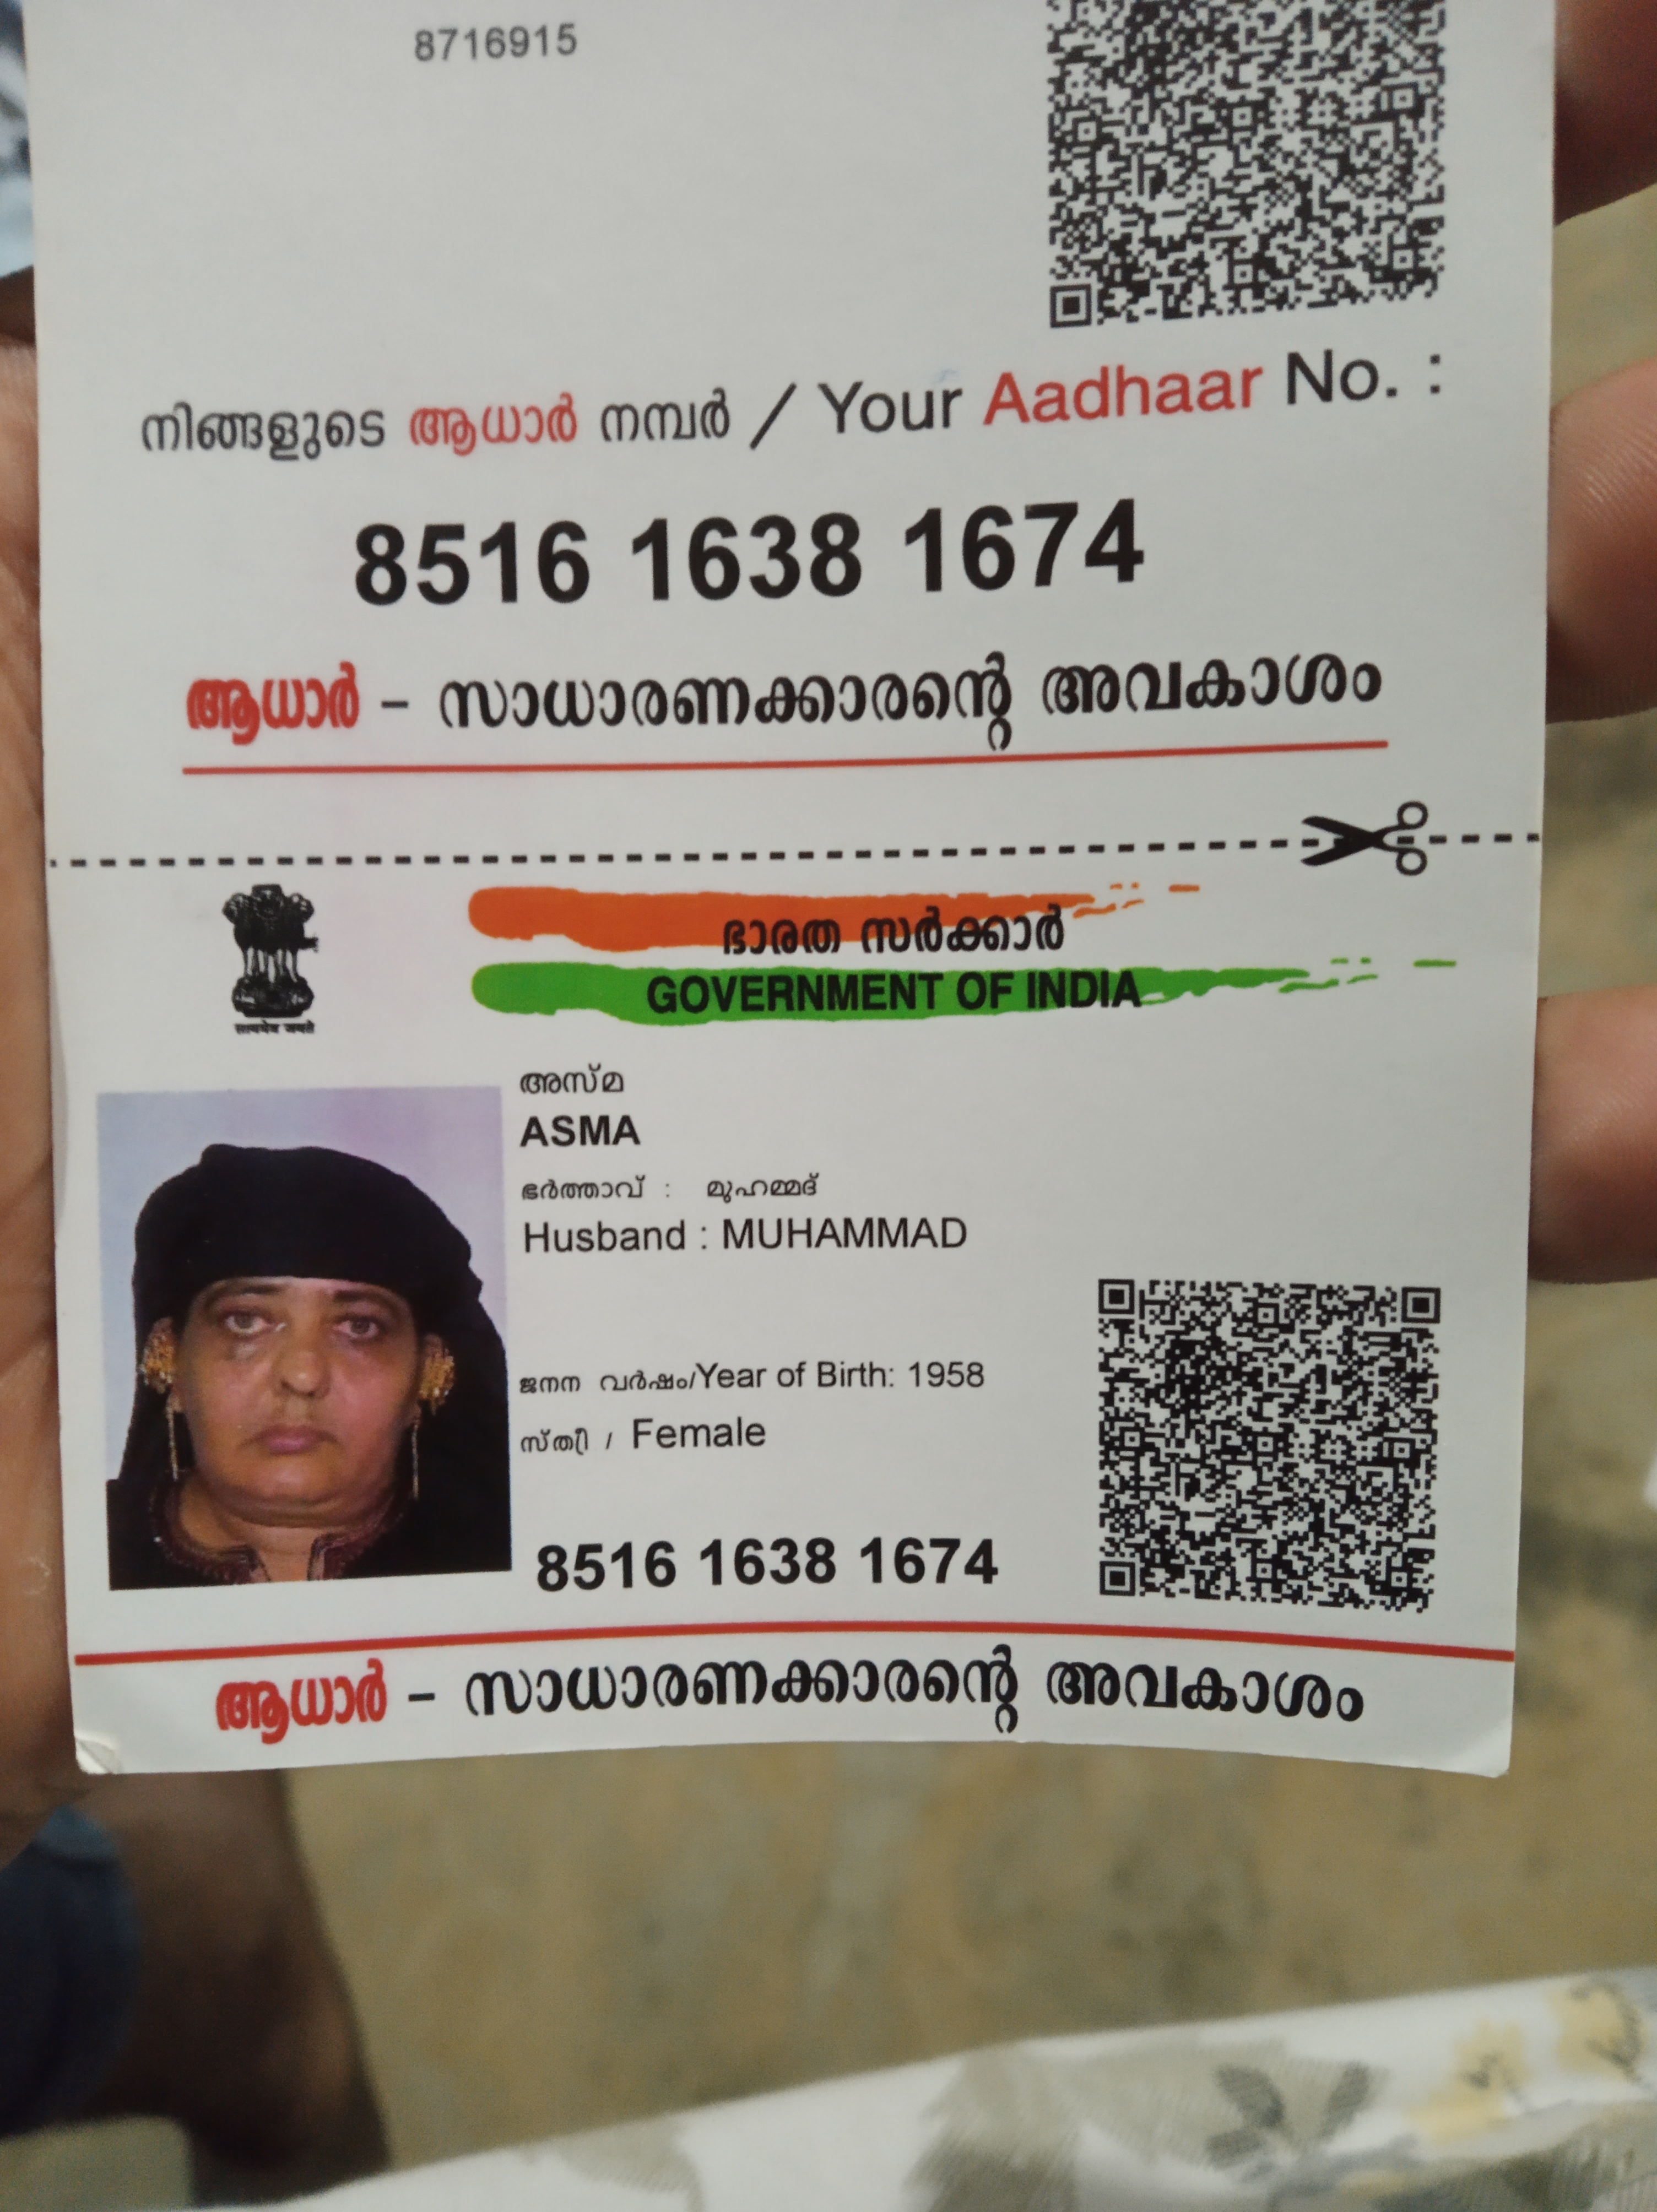 8716915
നിങ്ങളുടെ ആധാർ നമ്പർ / Your Aadhaar No. :
8516 1638 1674
ആധാർ – സാധാരണക്കാരന്റെ അവകാശം
ഭാരത സർക്കാർ
GOVERNMENT OF INDIA
सत्यमेव जयते
അസ്മ
ASMA
ഭർത്താവ് : മുഹമ്മദ്
Husband : MUHAMMAD
ജനന വർഷം/Year of Birth: 1958
സ്ത്രീ / Female
8516 1638 1674
ആധാർ – സാധാരണക്കാരന്റെ അവകാശം